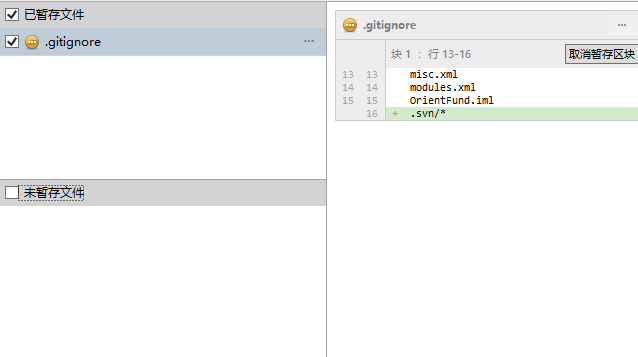 已暂存文件
.gitignore
未暂存文件
.gitignore
块 1 : 行 13-16
取消暂存区块
13 13 misc.xml
14 14 modules.xml
15 15 OrientFund.iml
16 + .svn/*